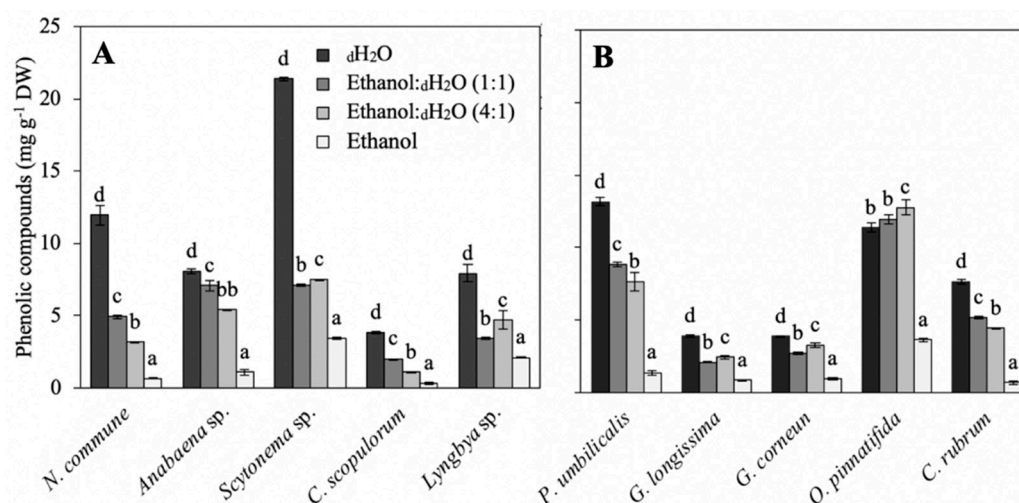 Phenolic compounds (mg g⁻¹ DW)
25
20
15
10
5
0
A
dH2O
Ethanol:dH2O (1:1)
Ethanol:dH2O (4:1)
Ethanol
d c b a
d c bb a
d b c a
d c b a
d b c a
N. commune
Anabaena sp.
Scytonema sp.
C. scopulorum
Lyngbya sp.
B
d c b a
d b c a
d b c a
b b c a
d c b a
P. umbilicalis
G. longissima
G. corneun
O. pinnatifida
C. rubrum